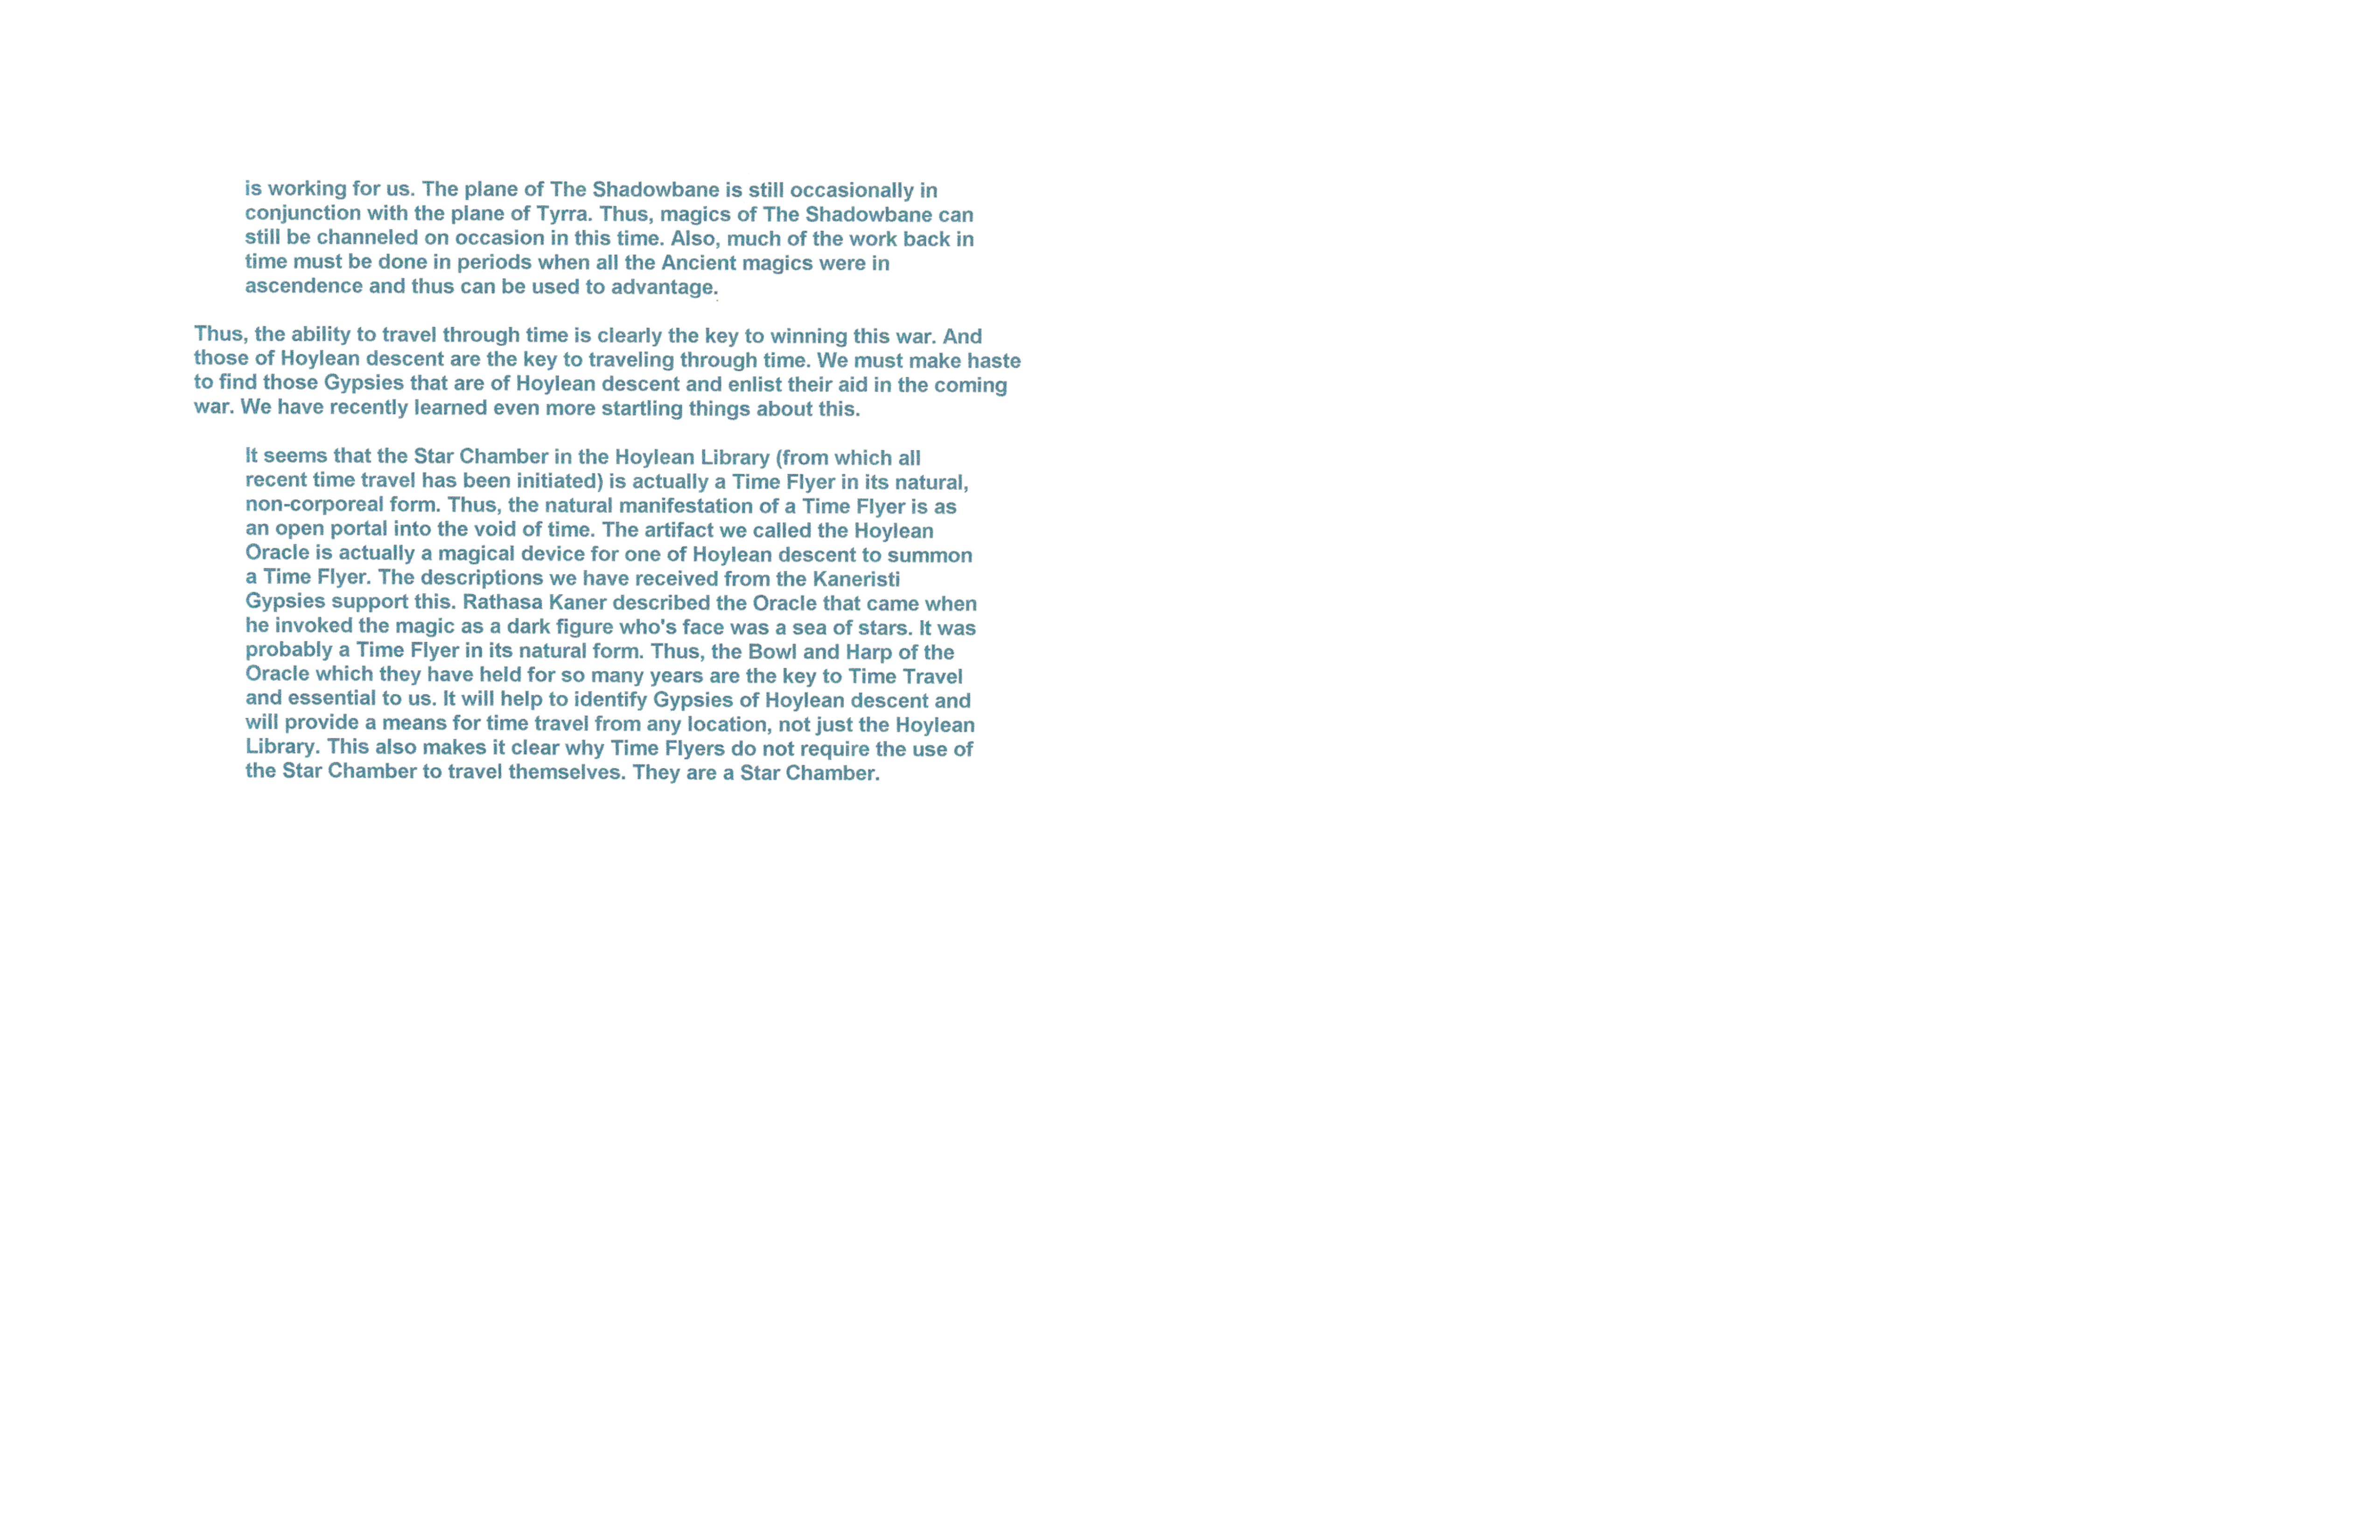 is working for us. The plane of The Shadowbane is still occasionally in
conjunction with the plane of Tyrra. Thus, magics of The Shadowbane can
still be channeled on occasion in this time. Also, much of the work back in
time must be done in periods when all the Ancient magics were in
ascendence and thus can be used to advantage.
Thus, the ability to travel through time is clearly the key to winning this war. And
those of Hoylean descent are the key to traveling through time. We must make haste
to find those Gypsies that are of Hoylean descent and enlist their aid in the coming
war. We have recently learned even more startling things about this.
It seems that the Star Chamber in the Hoylean Library (from which all
recent time travel has been initiated) is actually a Time Flyer in its natural,
non-corporeal form. Thus, the natural manifestation of a Time Flyer is as
an open portal into the void of time. The artifact we called the Hoylean
Oracle is actually a magical device for one of Hoylean descent to summon
a Time Flyer. The descriptions we have received from the Kaneristi
Gypsies support this. Rathasa Kaner described the Oracle that came when
he invoked the magic as a dark figure who's face was a sea of stars. It was
probably a Time Flyer in its natural form. Thus, the Bowl and Harp of the
Oracle which they have held for so many years are the key to Time Travel
and essential to us. It will help to identify Gypsies of Hoylean descent and
will provide a means for time travel from any location, not just the Hoylean
Library. This also makes it clear why Time Flyers do not require the use of
the Star Chamber to travel themselves. They are a Star Chamber.